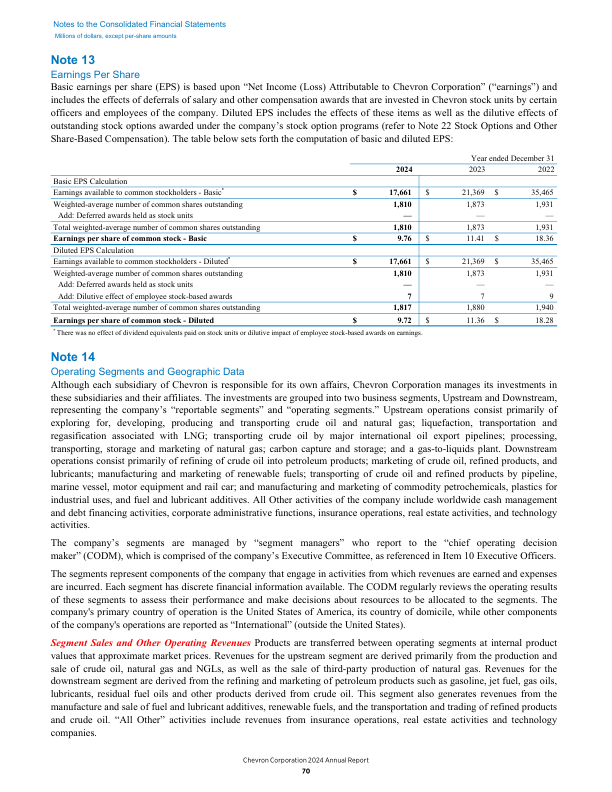 Notes to the Consolidated Financial Statements
Millions of dollars, except per-share amounts
Note 13
Earnings Per Share
Basic earnings per share (EPS) is based upon “Net Income (Loss) Attributable to Chevron Corporation” (“earnings”) and
includes the effects of deferrals of salary and other compensation awards that are invested in Chevron stock units by certain
officers and employees of the company. Diluted EPS includes the effects of these items as well as the dilutive effects of
outstanding stock options awarded under the company’s stock option programs (refer to Note 22 Stock Options and Other
Share-Based Compensation). The table below sets forth the computation of basic and diluted EPS:
Year ended December 31
2024 2023 2022
Basic EPS Calculation
Earnings available to common stockholders - Basic* $ 17,661 $ 21,369 $ 35,465
Weighted-average number of common shares outstanding 1,810 1,873 1,931
Add: Deferred awards held as stock units — — —
Total weighted-average number of common shares outstanding 1,810 1,873 1,931
Earnings per share of common stock - Basic $ 9.76 $ 11.41 $ 18.36
Diluted EPS Calculation
Earnings available to common stockholders - Diluted* $ 17,661 $ 21,369 $ 35,465
Weighted-average number of common shares outstanding 1,810 1,873 1,931
Add: Deferred awards held as stock units — — —
Add: Dilutive effect of employee stock-based awards 7 7 9
Total weighted-average number of common shares outstanding 1,817 1,880 1,940
Earnings per share of common stock - Diluted $ 9.72 $ 11.36 $ 18.28
* There was no effect of dividend equivalents paid on stock units or dilutive impact of employee stock-based awards on earnings.
Note 14
Operating Segments and Geographic Data
Although each subsidiary of Chevron is responsible for its own affairs, Chevron Corporation manages its investments in
these subsidiaries and their affiliates. The investments are grouped into two business segments, Upstream and Downstream,
representing the company’s “reportable segments” and “operating segments.” Upstream operations consist primarily of
exploring for, developing, producing and transporting crude oil and natural gas; liquefaction, transportation and
regasification associated with LNG; transporting crude oil by major international oil export pipelines; processing,
transporting, storage and marketing of natural gas; carbon capture and storage; and a gas-to-liquids plant. Downstream
operations consist primarily of refining of crude oil into petroleum products; marketing of crude oil, refined products, and
lubricants; manufacturing and marketing of renewable fuels; transporting of crude oil and refined products by pipeline,
marine vessel, motor equipment and rail car; and manufacturing and marketing of commodity petrochemicals, plastics for
industrial uses, and fuel and lubricant additives. All Other activities of the company include worldwide cash management
and debt financing activities, corporate administrative functions, insurance operations, real estate activities, and technology
activities.
The company’s segments are managed by “segment managers” who report to the “chief operating decision
maker” (CODM), which is comprised of the company’s Executive Committee, as referenced in Item 10 Executive Officers.
The segments represent components of the company that engage in activities from which revenues are earned and expenses
are incurred. Each segment has discrete financial information available. The CODM regularly reviews the operating results
of these segments to assess their performance and make decisions about resources to be allocated to the segments. The
company's primary country of operation is the United States of America, its country of domicile, while other components
of the company's operations are reported as “International” (outside the United States).
Segment Sales and Other Operating Revenues Products are transferred between operating segments at internal product
values that approximate market prices. Revenues for the upstream segment are derived primarily from the production and
sale of crude oil, natural gas and NGLs, as well as the sale of third-party production of natural gas. Revenues for the
downstream segment are derived from the refining and marketing of petroleum products such as gasoline, jet fuel, gas oils,
lubricants, residual fuel oils and other products derived from crude oil. This segment also generates revenues from the
manufacture and sale of fuel and lubricant additives, renewable fuels, and the transportation and trading of refined products
and crude oil. “All Other” activities include revenues from insurance operations, real estate activities and technology
companies.
Chevron Corporation 2024 Annual Report
70